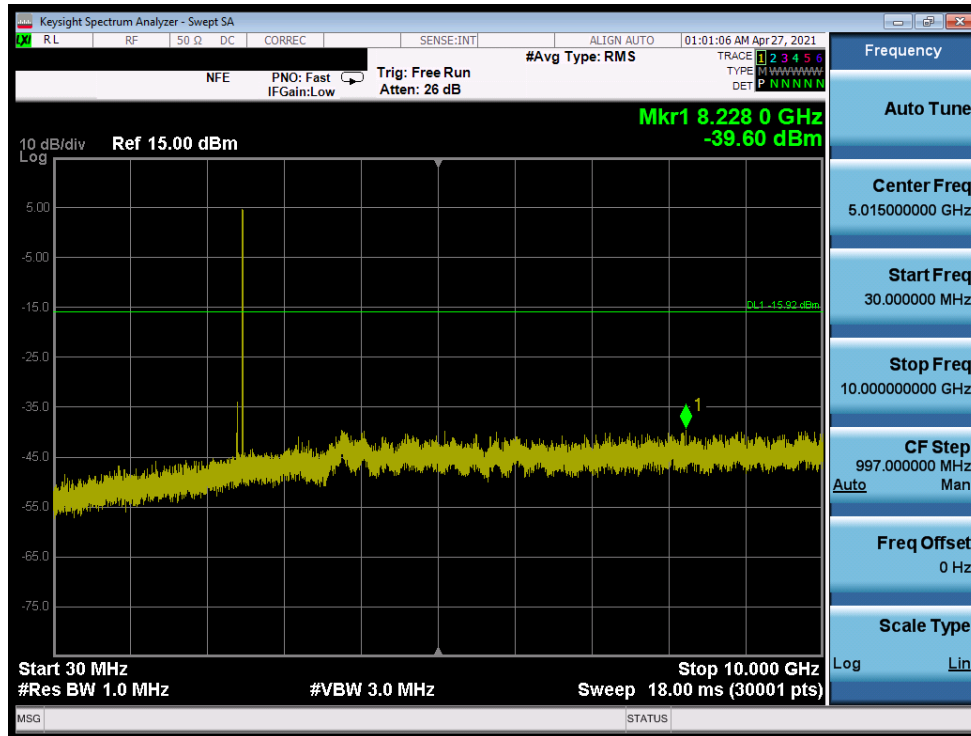 Keysight Spectrum Analyzer - Swept SA
LXI RL RF 50 Ω DC CORREC SENSE:INT ALIGN AUTO 01:01:06 AM Apr 27, 2021
NFE PNO: Fast Trig: Free Run #Avg Type: RMS TRACE 1 2 3 4 5 6
IFGain:Low Atten: 26 dB TYPE M WWWWW
DET P N N N N N
Mkr1 8.228 0 GHz
-39.60 dBm
10 dB/div Ref 15.00 dBm
Log
5.00
-5.00
-15.0
DL1 -15.92 dBm
-25.0
-35.0
1
-45.0
-55.0
-65.0
-75.0
Start 30 MHz Stop 10.000 GHz
#Res BW 1.0 MHz #VBW 3.0 MHz Sweep 18.00 ms (30001 pts)
MSG STATUS
Frequency
Auto Tune
Center Freq
5.015000000 GHz
Start Freq
30.000000 MHz
Stop Freq
10.000000000 GHz
CF Step
997.000000 MHz
Auto Man
Freq Offset
0 Hz
Scale Type
Log Lin